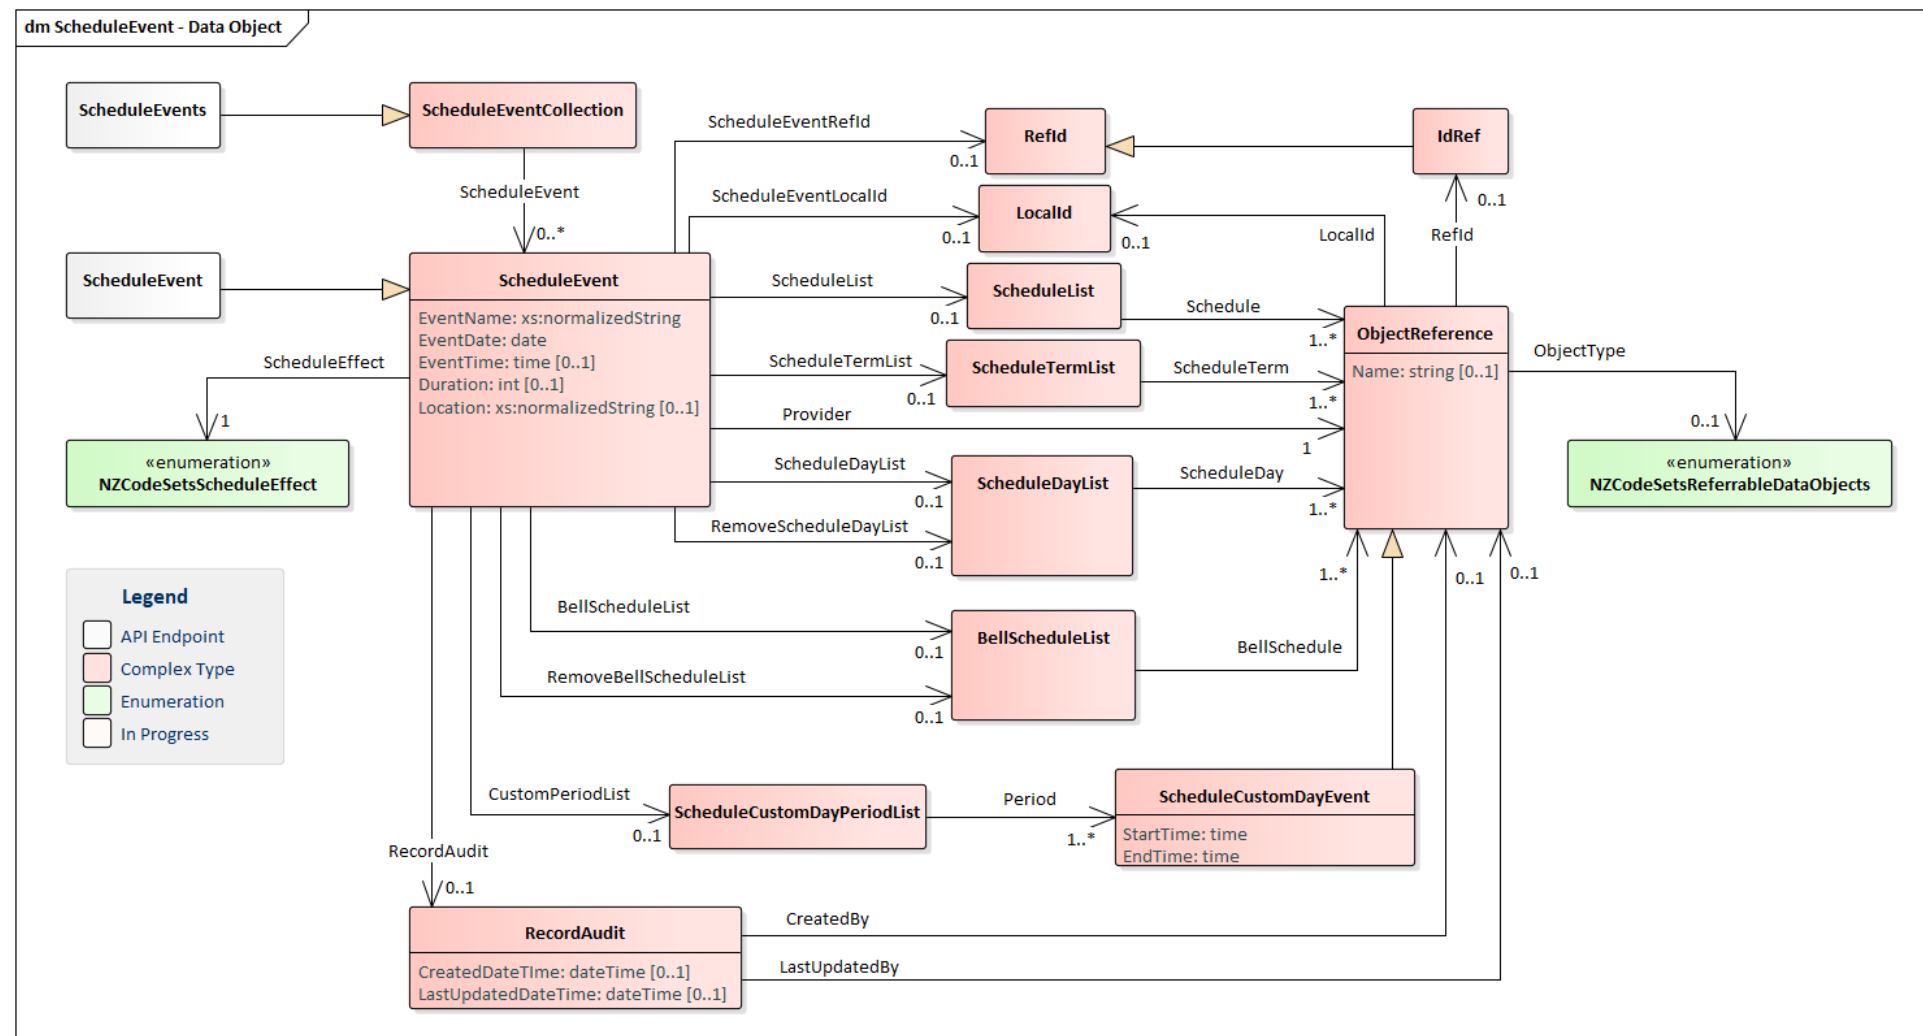 dm ScheduleEvent - Data Object
ScheduleEvents
ScheduleEventCollection
ScheduleEvent
0..*
ScheduleEvent
ScheduleEvent
EventName: xs:normalizedString
EventDate: date
EventTime: time [0..1]
Duration: int [0..1]
Location: xs:normalizedString [0..1]
ScheduleEffect
1
«enumeration»
NZCodeSetsScheduleEffect
ScheduleEventRefId
0..1
RefId
IdRef
0..1
RefId
ScheduleEventLocalId
0..1
LocalId
0..1
LocalId
ScheduleList
0..1
ScheduleList
Schedule
1..*
ScheduleTermList
0..1
ScheduleTermList
ScheduleTerm
1..*
Provider
1
ObjectReference
Name: string [0..1]
ObjectType
0..1
«enumeration»
NZCodeSetsReferrableDataObjects
ScheduleDayList
0..1
RemoveScheduleDayList
0..1
ScheduleDayList
ScheduleDay
1..*
BellScheduleList
0..1
RemoveBellScheduleList
0..1
BellScheduleList
BellSchedule
1..*
0..1
0..1
Legend
API Endpoint
Complex Type
Enumeration
In Progress
CustomPeriodList
0..1
ScheduleCustomDayPeriodList
Period
1..*
ScheduleCustomDayEvent
StartTime: time
EndTime: time
RecordAudit
0..1
RecordAudit
CreatedDateTIme: dateTime [0..1]
LastUpdatedDateTime: dateTime [0..1]
CreatedBy
LastUpdatedBy